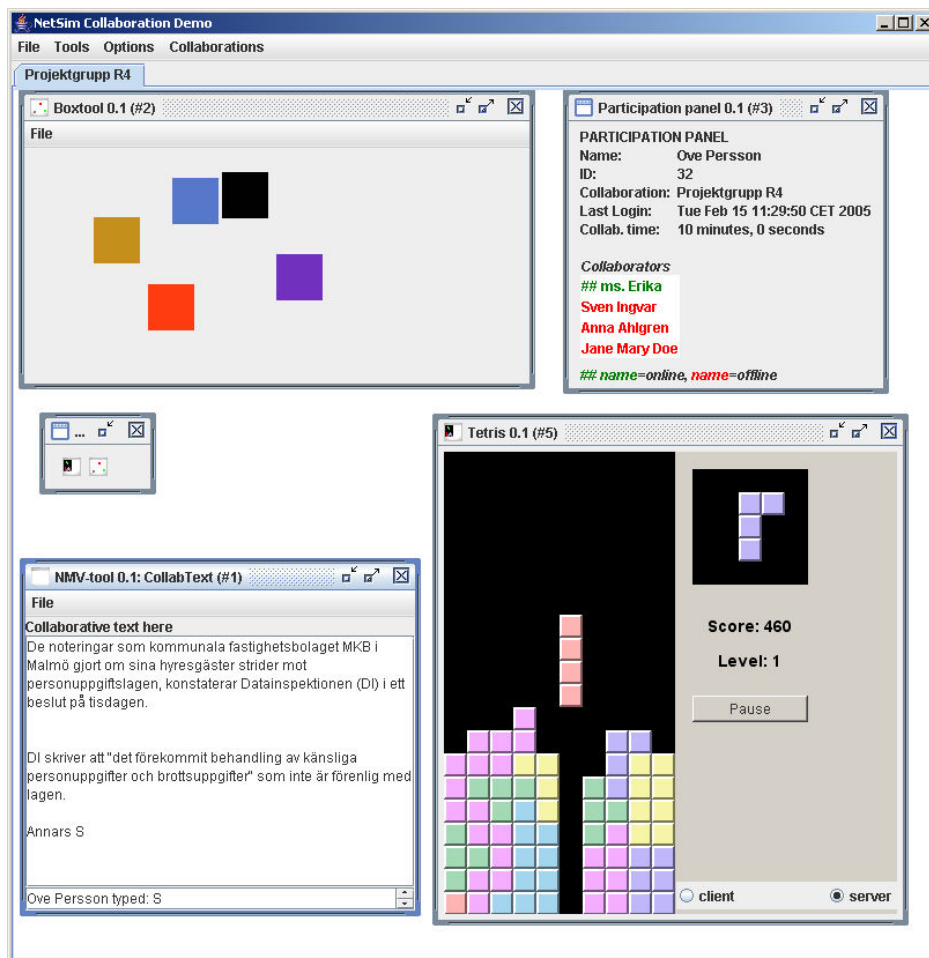 NetSim Collaboration Demo
File Tools Options Collaborations
Projektgrupp R4
Boxtool 0.1 (#2)
File
Participation panel 0.1 (#3)
PARTICIPATION PANEL
Name: Ove Persson
ID: 32
Collaboration: Projektgrupp R4
Last Login: Tue Feb 15 11:29:50 CET 2005
Collab. time: 10 minutes, 0 seconds
Collaborators
## ms. Erika
Sven Ingvar
Anna Ahlgren
Jane Mary Doe
## name=online, name=offline
...
Tetris 0.1 (#5)
Score: 460
Level: 1
Pause
client server
NMV-tool 0.1: CollabText (#1)
File
Collaborative text here
De noteringar som kommunala fastighetsbolaget MKB i
Malmö gjort om sina hyresgäster strider mot
personuppgiftslagen, konstaterar Datainspektionen (DI) i ett
beslut på tisdagen.
DI skriver att "det förekommit behandling av känsliga
personuppgifter och brottsuppgifter" som inte är förenlig med
lagen.
Annars S
Ove Persson typed: S